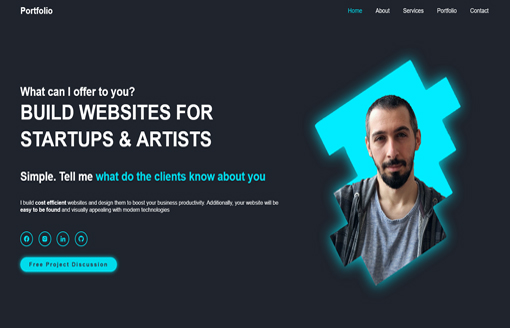 Portfolio
Home About Services Portfolio Contact
What can I offer to you?
BUILD WEBSITES FOR
STARTUPS & ARTISTS
Simple. Tell me what do the clients know about you
I build cost efficient websites and design them to boost your business productivity. Additionally, your website will be
easy to be found and visually appealing with modern technologies
Free Project Discussion